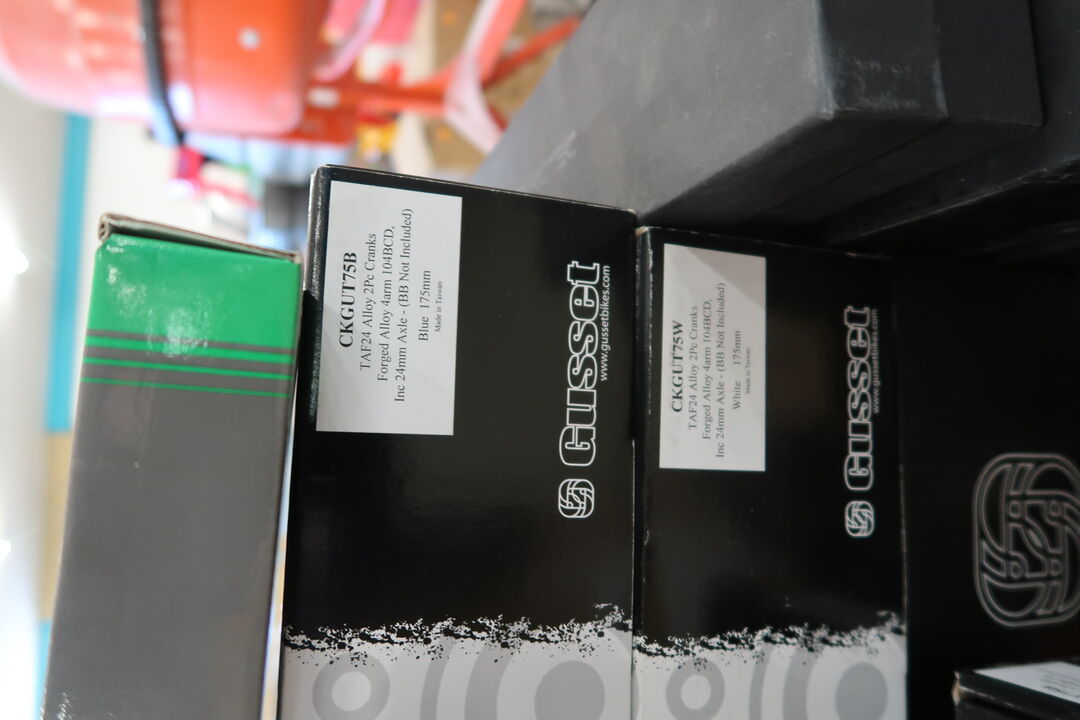 CKGUT75B
TAF24 Alloy 2Pc Cranks
Forged Alloy 4arm 104BCD,
Inc 24mm Axle - (BB Not Included)
Blue 175mm
Made in Taiwan
Gusset
www.gussetbikes.com
CKGUT75W
TAF24 Alloy 2Pc Cranks
Forged Alloy 4arm 104BCD,
Inc 24mm Axle - (BB Not Included)
White 175mm
Made in Taiwan
Gusset
www.gussetbikes.com